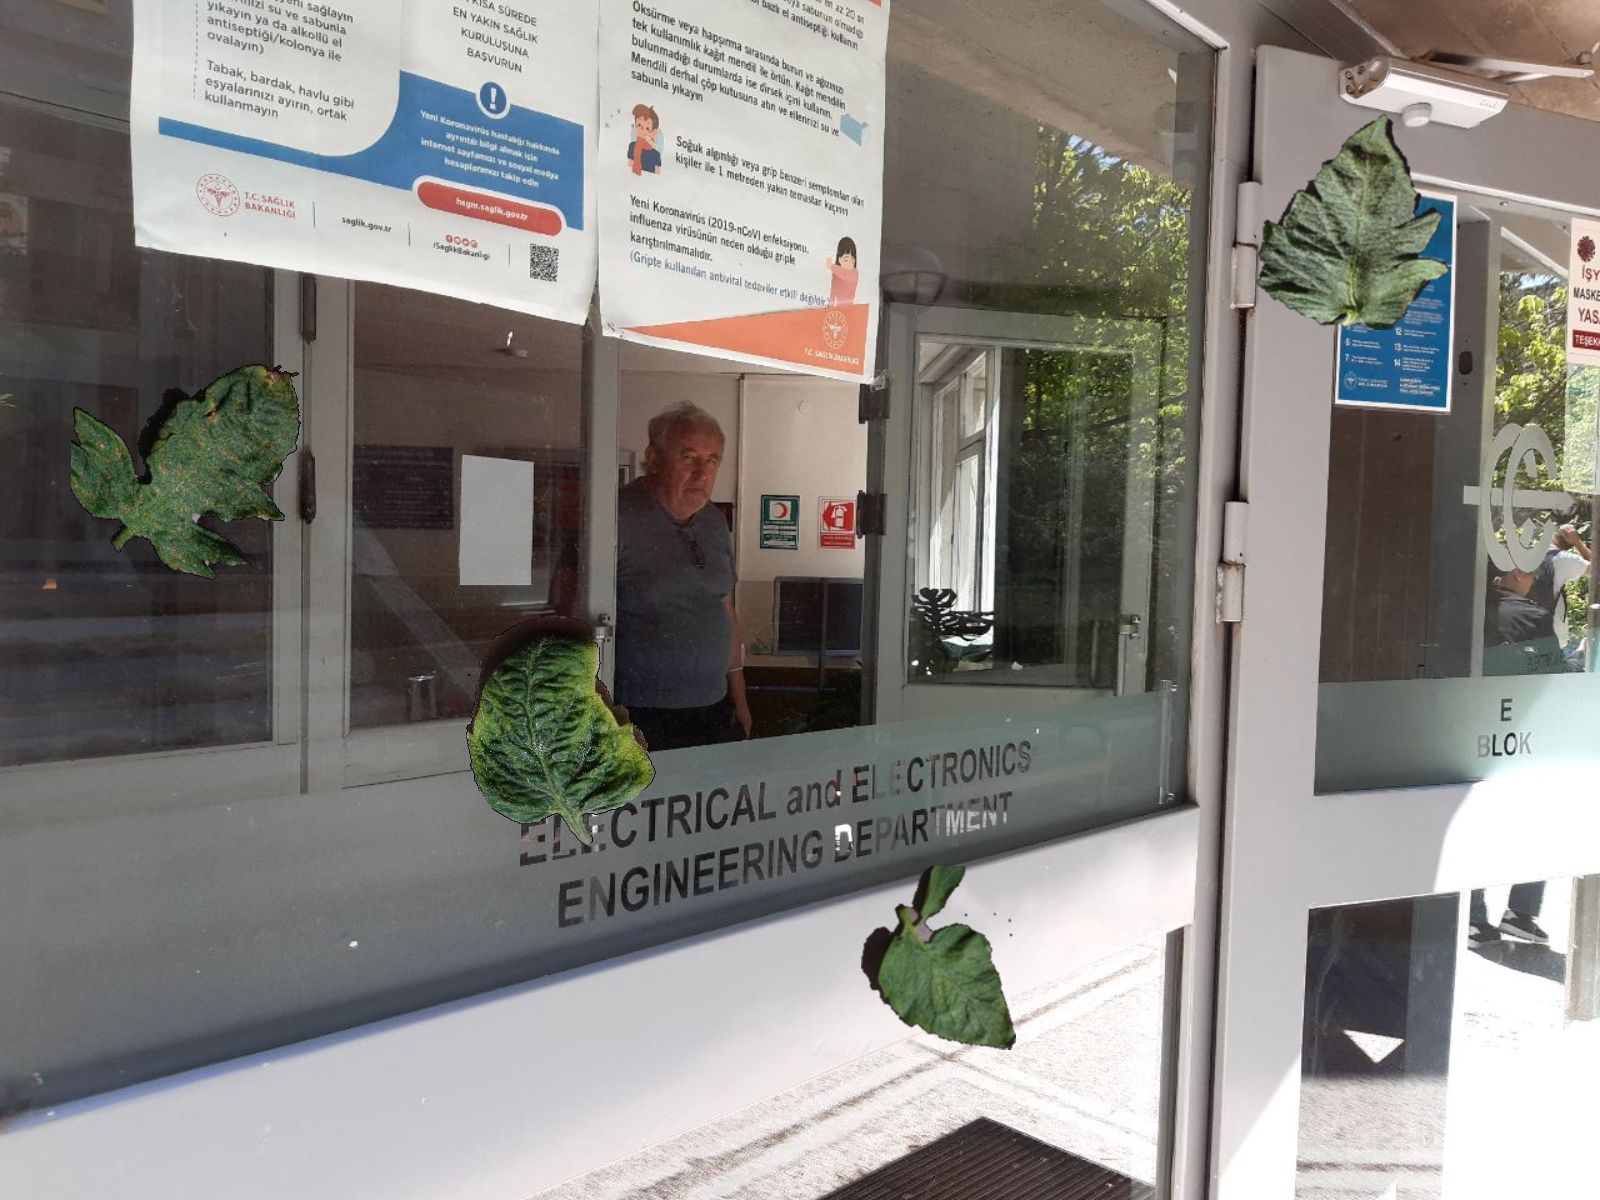 yıkayın ya da alkollü el
antiseptiği/kolonya ile
ovalayın)
Tabak, bardak, havlu gibi
eşyalarınızı ayırın, ortak
kullanmayın
KISA SÜREDE
EN YAKIN SAĞLIK
KURULUŞUNA
BAŞVURUN
!
Yeni Koronavirüs hastalığı hakkında
ayrıntılı bilgi almak için
internet sayfamızı ve sosyal medya
hesaplarımızı takip edin
hsgm.saglik.gov.tr
T.C. SAĞLIK
BAKANLIĞI
saglik.gov.tr
/SaglikBakanligi
Öksürme veya hapşırma sırasında burun ve ağzınızı
tek kullanımlık kağıt mendil ile örtün. Kağıt mendilin
bulunmadığı durumlarda ise dirsek içini kullanın.
Mendili derhal çöp kutusuna atın ve ellerinizi su ve
sabunla yıkayın
Soğuk algınlığı veya grip benzeri semptomları olan
kişiler ile 1 metreden yakın temastan kaçının
Yeni Koronavirüs (2019-nCoV) enfeksiyonu,
influenza virüsünün neden olduğu griple
karıştırılmamalıdır.
(Gripte kullanılan antiviral tedaviler etkili değildir.)
T.C. SAĞLIK BAKANLIĞI
ELECTRICAL and ELECTRONICS
ENGINEERING DEPARTMENT
E
BLOK
İŞY
MASKE
YAS
TEŞEKK